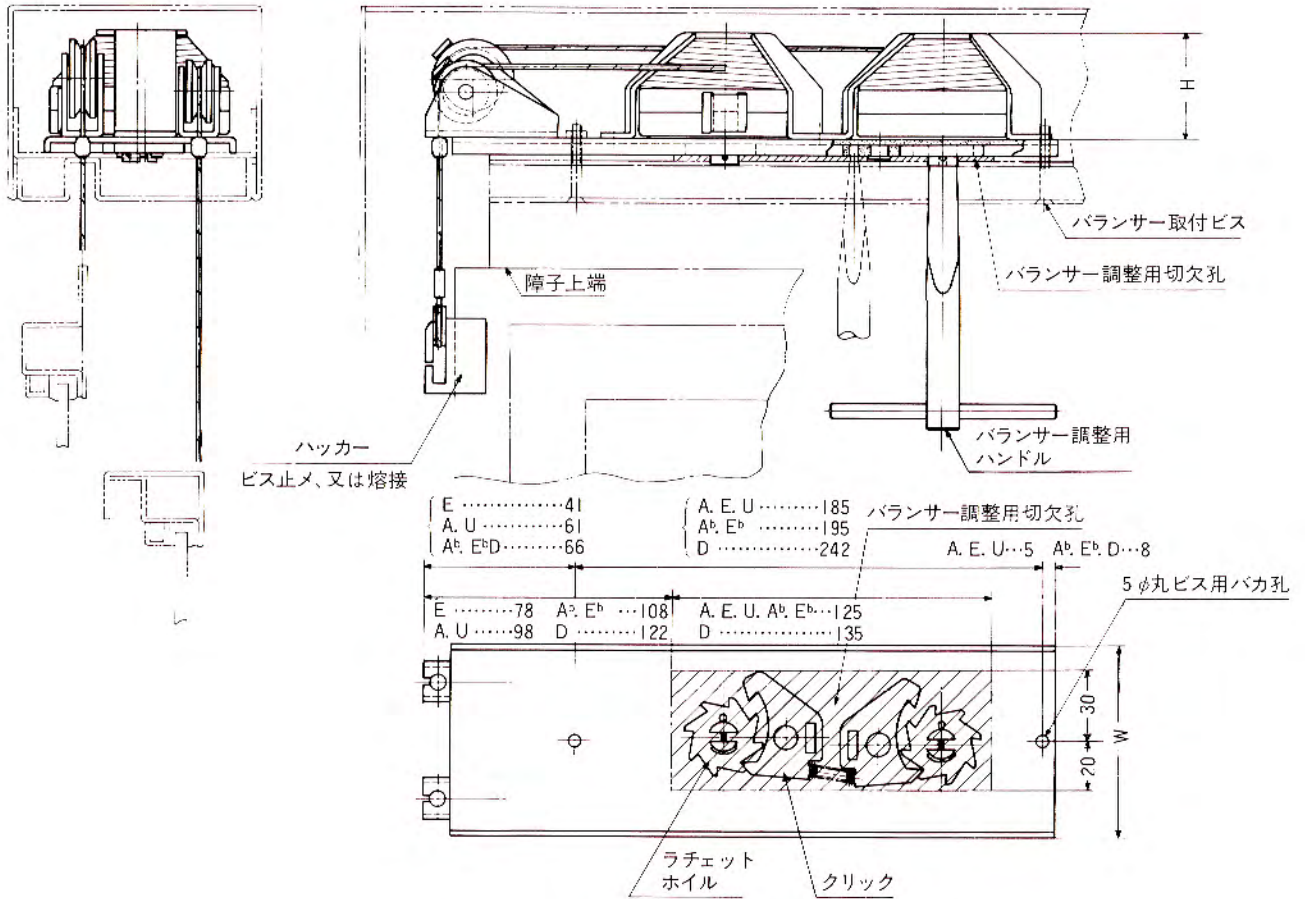 H
バランサー取付ビス
バランサー調整用切欠孔
障子上端
バランサー調整用
ハンドル
ハッカー
ビス止メ、又は熔接
E ············41
A. U ·········61
Aᵇ. EᵇD········66
A. E. U ········185
Aᵇ. Eᵇ ········195
D ··············242
バランサー調整用切欠孔
A. E. U···5 Aᵇ. Eᵇ. D···8
5φ丸ビス用バカ孔
E ········78 Aᵇ. Eᵇ ···108
A. U ······98 D ········122
A. E. U. Aᵇ. Eᵇ···125
D ···············135
30
20
W
ラチェット
ホイル
クリック